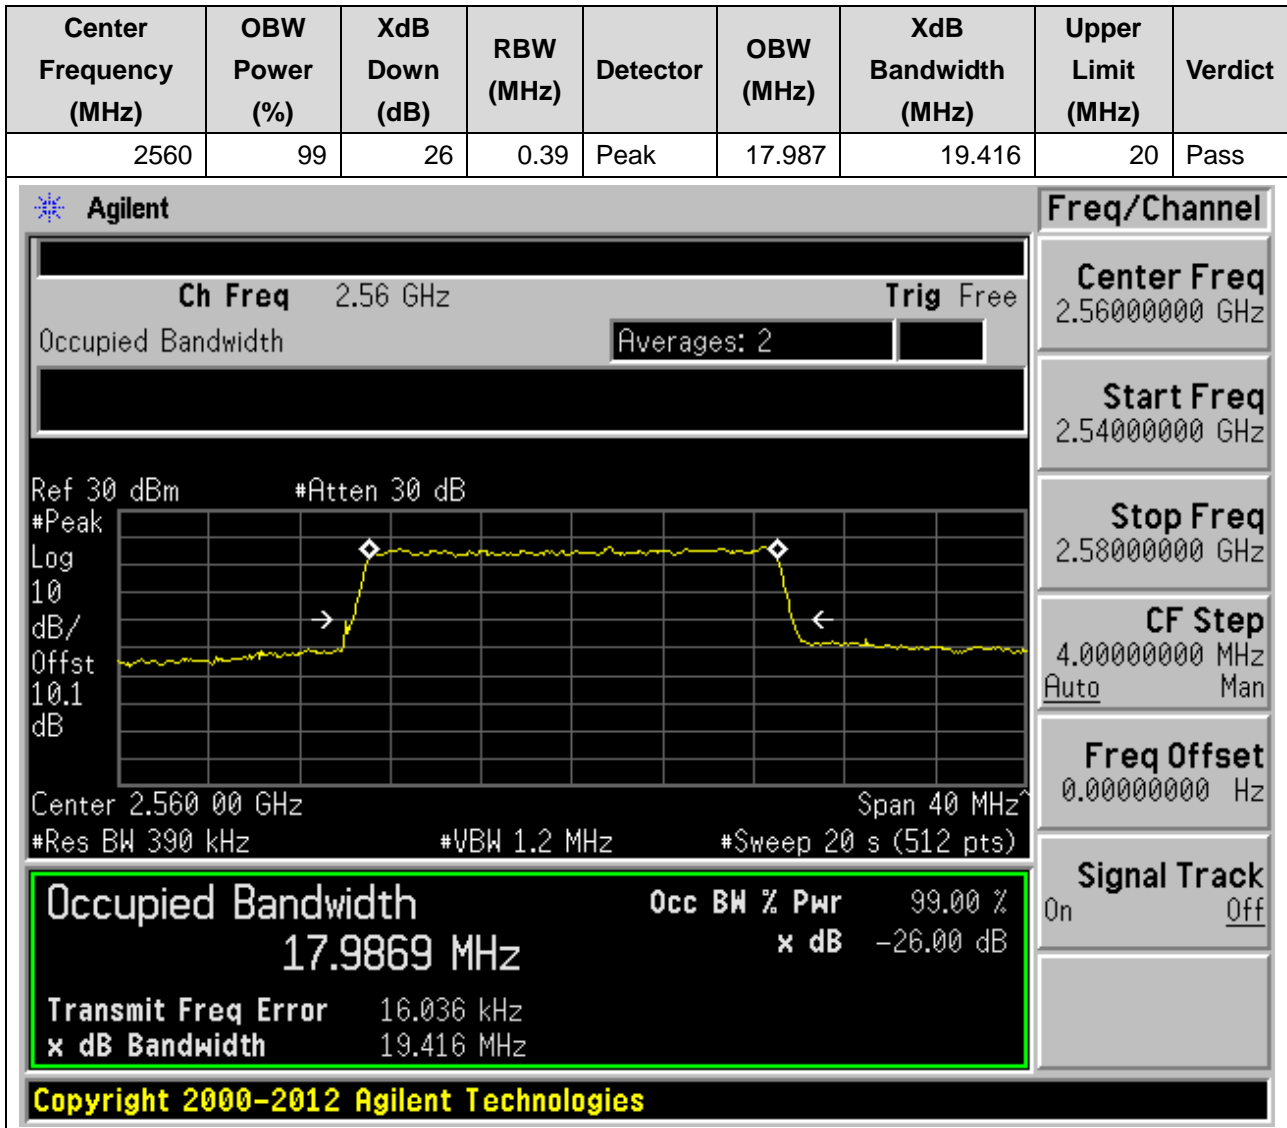 Center Frequency (MHz) OBW Power (%) XdB Down (dB) RBW (MHz) Detector OBW (MHz) XdB Bandwidth (MHz) Upper Limit (MHz) Verdict
2560 99 26 0.39 Peak 17.987 19.416 20 Pass
Agilent
Freq/Channel
Ch Freq 2.56 GHz Trig Free
Occupied Bandwidth Averages: 2
Ref 30 dBm #Atten 30 dB
#Peak
Log
10
dB/
Offst
10.1
dB
Center 2.560 00 GHz Span 40 MHz^
#Res BW 390 kHz #VBW 1.2 MHz #Sweep 20 s (512 pts)
Occupied Bandwidth
17.9869 MHz
Occ BW % Pwr 99.00 %
x dB -26.00 dB
Transmit Freq Error 16.036 kHz
x dB Bandwidth 19.416 MHz
Center Freq
2.56000000 GHz
Start Freq
2.54000000 GHz
Stop Freq
2.58000000 GHz
CF Step
4.00000000 MHz
Auto Man
Freq Offset
0.00000000 Hz
Signal Track
On Off
Copyright 2000-2012 Agilent Technologies